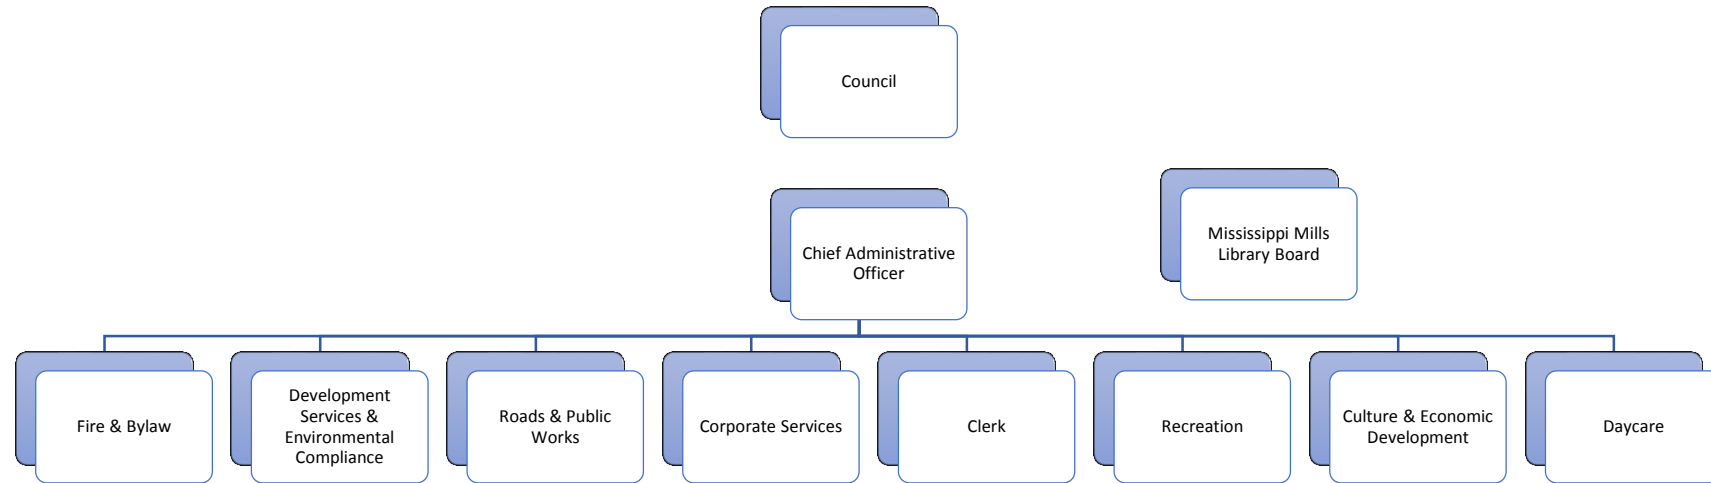 Council
Chief Administrative
Officer
Mississippi Mills
Library Board
Fire & Bylaw
Development
Services &
Environmental
Compliance
Roads & Public
Works
Corporate Services
Clerk
Recreation
Culture & Economic
Development
Daycare